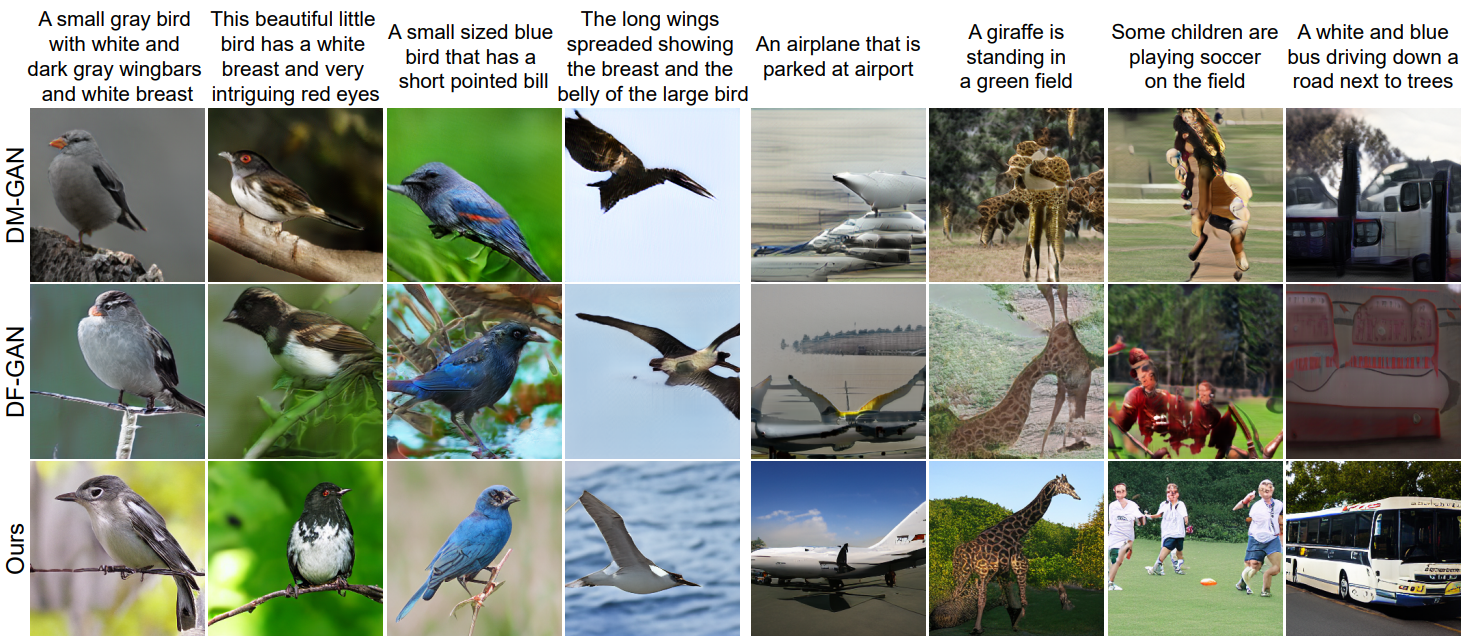 A small gray bird
with white and
dark gray wingbars
and white breast
This beautiful little
bird has a white
breast and very
intriguing red eyes
A small sized blue
bird that has a
short pointed bill
The long wings
spreaded showing
the breast and the
belly of the large bird
An airplane that is
parked at airport
A giraffe is
standing in
a green field
Some children are
playing soccer
on the field
A white and blue
bus driving down a
road next to trees
DM-GAN
DF-GAN
Ours